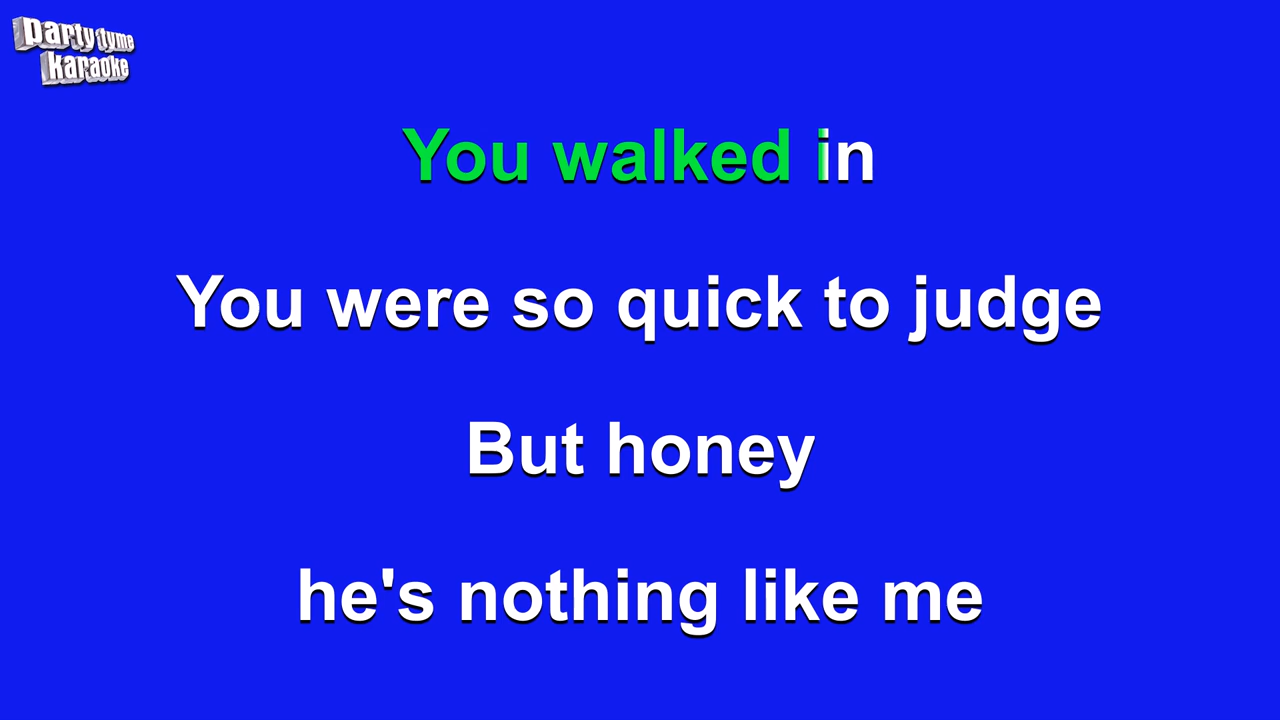 party tyme
karaoke
You walked in
You were so quick to judge
But honey
he's nothing like me